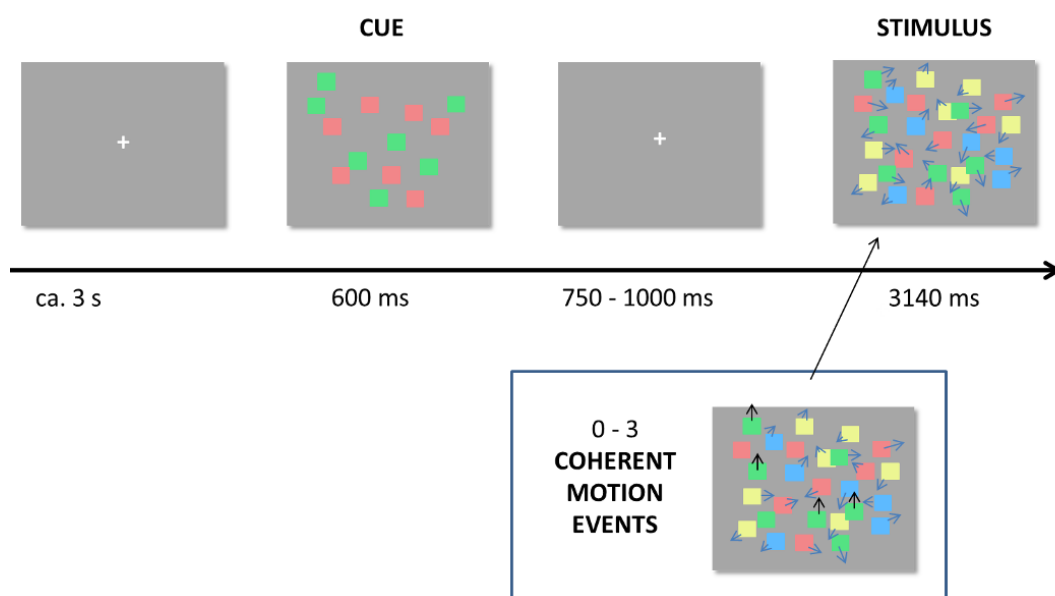 CUE
STIMULUS
ca. 3 s
600 ms
750 - 1000 ms
3140 ms
0 - 3
COHERENT
MOTION
EVENTS